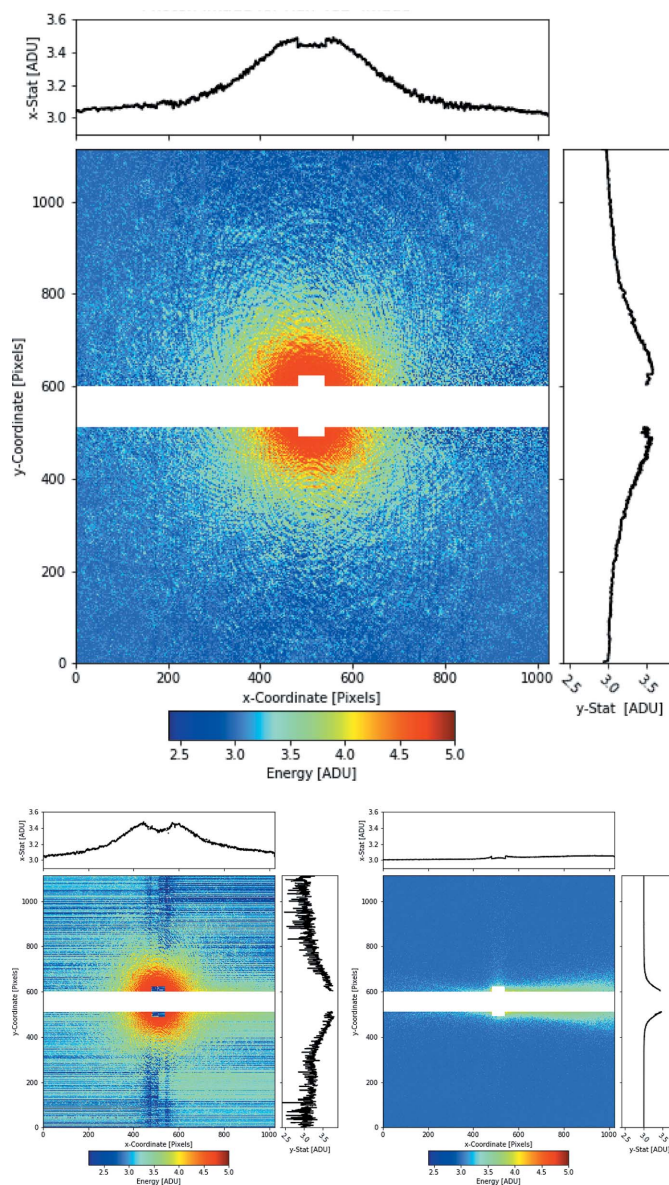 3.6
3.4
3.2
3.0
x-Stat [ADU]
1000
800
600
400
200
0
y-Coordinate [Pixels]
0 200 400 600 800 1000
x-Coordinate [Pixels]
2.5 3.0 3.5
y-Stat [ADU]
2.5 3.0 3.5 4.0 4.5 5.0
Energy [ADU]
3.6
3.4
3.2
3.0
x-Stat [ADU]
1000
800
600
400
200
0
y-Coordinate [Pixels]
0 200 400 600 800 1000
x-Coordinate [Pixels]
2.5 3.0 3.5
y-Stat [ADU]
2.5 3.0 3.5 4.0 4.5 5.0
Energy [ADU]
3.6
3.4
3.2
3.0
x-Stat [ADU]
1000
800
600
400
200
0
y-Coordinate [Pixels]
0 200 400 600 800 1000
x-Coordinate [Pixels]
2.5 3.0 3.5
y-Stat [ADU]
2.5 3.0 3.5 4.0 4.5 5.0
Energy [ADU]